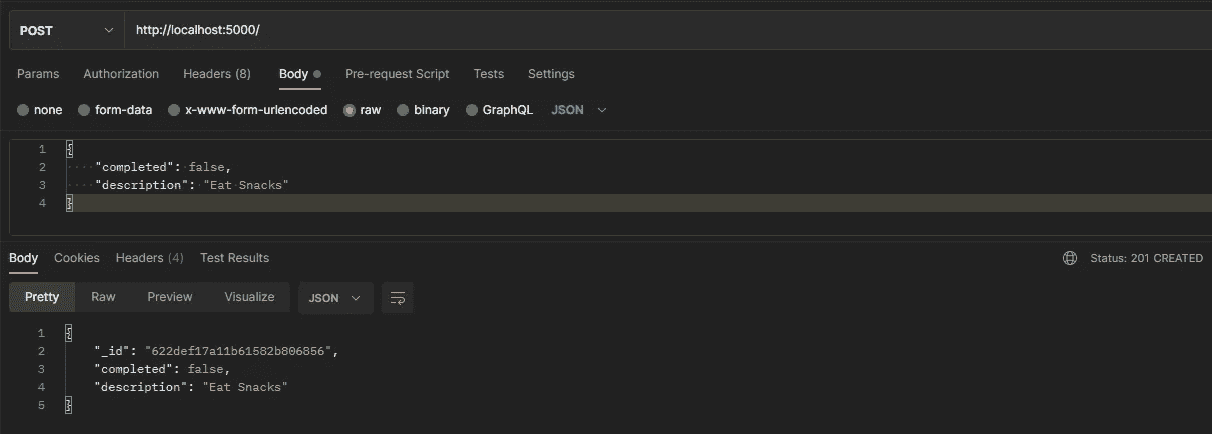 POST http://localhost:5000/
Params Authorization Headers (8) Body Pre-request Script Tests Settings
none form-data x-www-form-urlencoded raw binary GraphQL JSON
1 {
2 "completed": false,
3 "description": "Eat Snacks"
4 }
Body Cookies Headers (4) Test Results Status: 201 CREATED
Pretty Raw Preview Visualize JSON
1 {
2 "_id": "622def17a11b61582b806856",
3 "completed": false,
4 "description": "Eat Snacks"
5 }